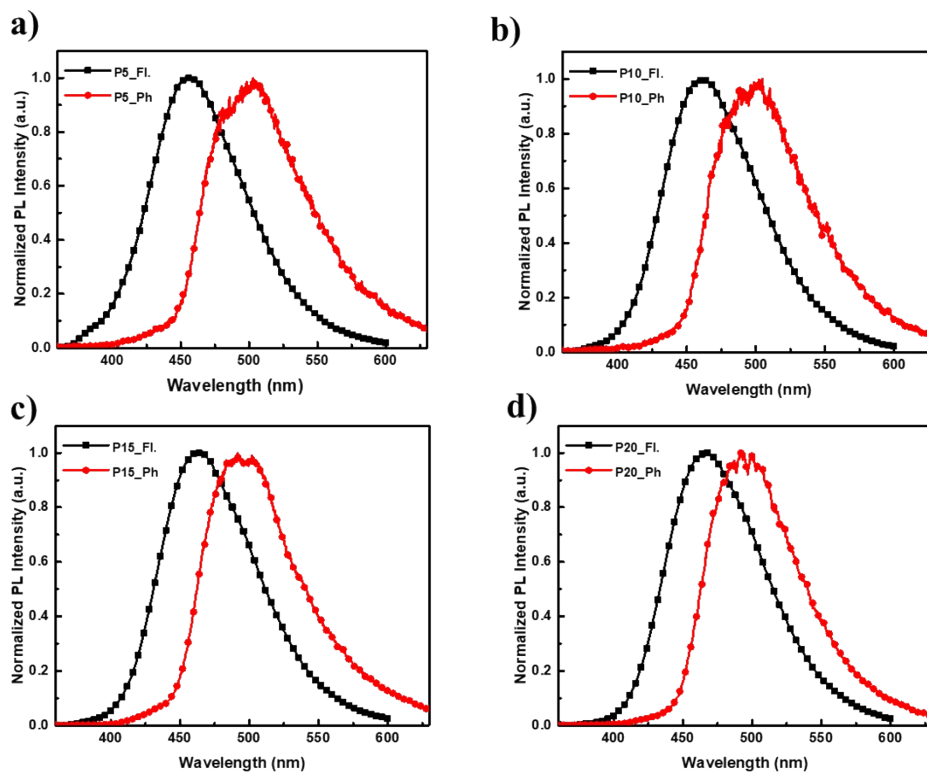 a)
Normalized PL Intensity (a.u.)
1.0
0.8
0.6
0.4
0.2
0.0
P5_Fl.
P5_Ph
400 450 500 550 600
Wavelength (nm)
b)
Normalized PL Intensity (a.u.)
1.0
0.8
0.6
0.4
0.2
0.0
P10_Fl.
P10_Ph
400 450 500 550 600
Wavelength (nm)
c)
Normalized PL Intensity (a.u.)
1.0
0.8
0.6
0.4
0.2
0.0
P15_Fl.
P15_Ph
400 450 500 550 600
Wavelength (nm)
d)
Normalized PL Intensity (a.u.)
1.0
0.8
0.6
0.4
0.2
0.0
P20_Fl.
P20_Ph
400 450 500 550 600
Wavelength (nm)